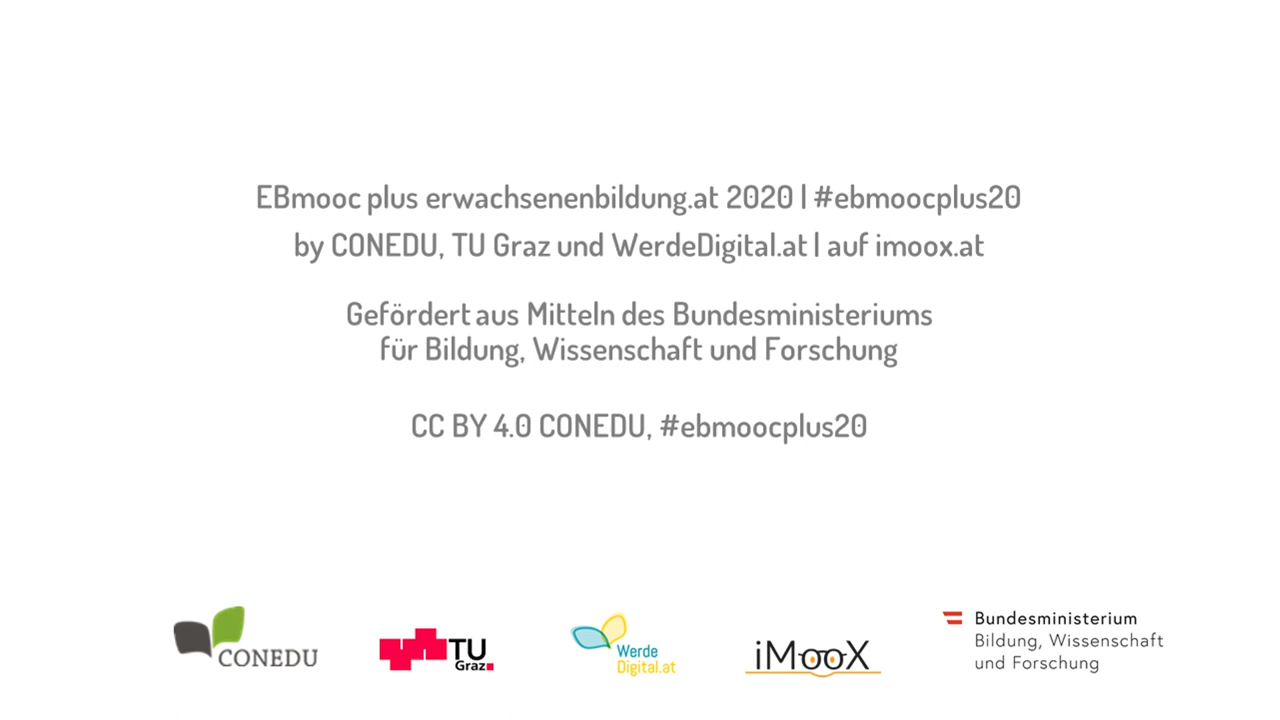 EBmooc plus erwachsenenbildung.at 2020 | #ebmoocplus20
by CONEDU, TU Graz und WerdeDigital.at | auf imoox.at
Gefördert aus Mitteln des Bundesministeriums
für Bildung, Wissenschaft und Forschung
CC BY 4.0 CONEDU, #ebmoocplus20
CONEDU
TU
Graz
Werde
Digital.at
iMooX
Bundesministerium
Bildung, Wissenschaft
und Forschung